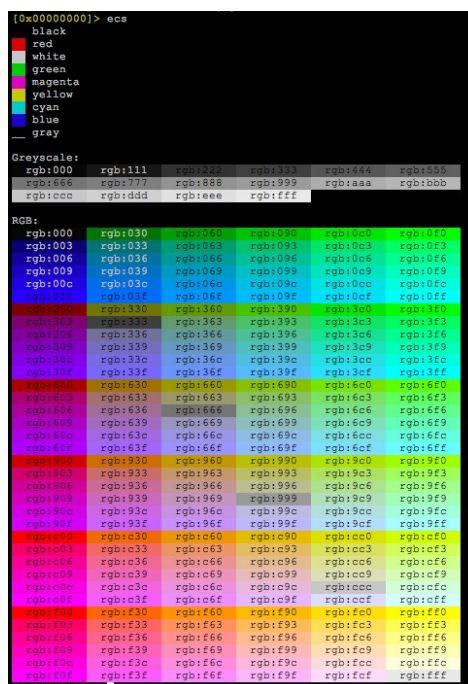 [0x00000000]> ecs
black
red
white
green
magenta
yellow
cyan
blue
gray
Greyscale:
rgb:000 rgb:111 rgb:222 rgb:333 rgb:444 rgb:555
rgb:666 rgb:777 rgb:888 rgb:999 rgb:aaa rgb:bbb
rgb:ccc rgb:ddd rgb:eee rgb:fff
RGB:
rgb:000 rgb:030 rgb:060 rgb:090 rgb:0c0 rgb:0f0
rgb:003 rgb:033 rgb:063 rgb:093 rgb:0c3 rgb:0f3
rgb:006 rgb:036 rgb:066 rgb:096 rgb:0c6 rgb:0f6
rgb:009 rgb:039 rgb:069 rgb:099 rgb:0c9 rgb:0f9
rgb:00c rgb:03c rgb:06c rgb:09c rgb:0cc rgb:0fc
rgb:00f rgb:03f rgb:06f rgb:09f rgb:0cf rgb:0ff
rgb:300 rgb:330 rgb:360 rgb:390 rgb:3c0 rgb:3f0
rgb:303 rgb:333 rgb:363 rgb:393 rgb:3c3 rgb:3f3
rgb:306 rgb:336 rgb:366 rgb:396 rgb:3c6 rgb:3f6
rgb:309 rgb:339 rgb:369 rgb:399 rgb:3c9 rgb:3f9
rgb:30c rgb:33c rgb:36c rgb:39c rgb:3cc rgb:3fc
rgb:30f rgb:33f rgb:36f rgb:39f rgb:3cf rgb:3ff
rgb:600 rgb:630 rgb:660 rgb:690 rgb:6c0 rgb:6f0
rgb:603 rgb:633 rgb:663 rgb:693 rgb:6c3 rgb:6f3
rgb:606 rgb:636 rgb:666 rgb:696 rgb:6c6 rgb:6f6
rgb:609 rgb:639 rgb:669 rgb:699 rgb:6c9 rgb:6f9
rgb:60c rgb:63c rgb:66c rgb:69c rgb:6cc rgb:6fc
rgb:60f rgb:63f rgb:66f rgb:69f rgb:6cf rgb:6ff
rgb:900 rgb:930 rgb:960 rgb:990 rgb:9c0 rgb:9f0
rgb:903 rgb:933 rgb:963 rgb:993 rgb:9c3 rgb:9f3
rgb:906 rgb:936 rgb:966 rgb:996 rgb:9c6 rgb:9f6
rgb:909 rgb:939 rgb:969 rgb:999 rgb:9c9 rgb:9f9
rgb:90c rgb:93c rgb:96c rgb:99c rgb:9cc rgb:9fc
rgb:90f rgb:93f rgb:96f rgb:99f rgb:9cf rgb:9ff
rgb:c00 rgb:c30 rgb:c60 rgb:c90 rgb:cc0 rgb:cf0
rgb:c03 rgb:c33 rgb:c63 rgb:c93 rgb:cc3 rgb:cf3
rgb:c06 rgb:c36 rgb:c66 rgb:c96 rgb:cc6 rgb:cf6
rgb:c09 rgb:c39 rgb:c69 rgb:c99 rgb:cc9 rgb:cf9
rgb:c0c rgb:c3c rgb:c6c rgb:c9c rgb:ccc rgb:cfc
rgb:c0f rgb:c3f rgb:c6f rgb:c9f rgb:ccf rgb:cff
rgb:f00 rgb:f30 rgb:f60 rgb:f90 rgb:fc0 rgb:ff0
rgb:f03 rgb:f33 rgb:f63 rgb:f93 rgb:fc3 rgb:ff3
rgb:f06 rgb:f36 rgb:f66 rgb:f96 rgb:fc6 rgb:ff6
rgb:f09 rgb:f39 rgb:f69 rgb:f99 rgb:fc9 rgb:ff9
rgb:f0c rgb:f3c rgb:f6c rgb:f9c rgb:fcc rgb:ffc
rgb:f0f rgb:f3f rgb:f6f rgb:f9f rgb:fcf rgb:fff